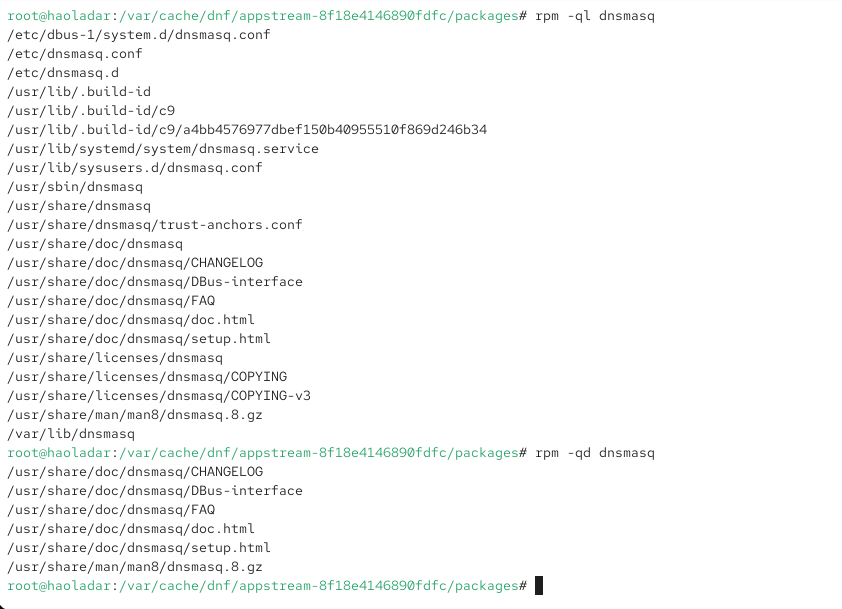 root@haoladar:/var/cache/dnf/appstream-8f18e4146890fdfc/packages# rpm -ql dnsmasq
/etc/dbus-1/system.d/dnsmasq.conf
/etc/dnsmasq.conf
/etc/dnsmasq.d
/usr/lib/.build-id
/usr/lib/.build-id/c9
/usr/lib/.build-id/c9/a4bb4576977dbef150b40955510f869d246b34
/usr/lib/systemd/system/dnsmasq.service
/usr/lib/sysusers.d/dnsmasq.conf
/usr/sbin/dnsmasq
/usr/share/dnsmasq
/usr/share/dnsmasq/trust-anchors.conf
/usr/share/doc/dnsmasq
/usr/share/doc/dnsmasq/CHANGELOG
/usr/share/doc/dnsmasq/DBus-interface
/usr/share/doc/dnsmasq/FAQ
/usr/share/doc/dnsmasq/doc.html
/usr/share/doc/dnsmasq/setup.html
/usr/share/licenses/dnsmasq
/usr/share/licenses/dnsmasq/COPYING
/usr/share/licenses/dnsmasq/COPYING-v3
/usr/share/man/man8/dnsmasq.8.gz
/var/lib/dnsmasq
root@haoladar:/var/cache/dnf/appstream-8f18e4146890fdfc/packages# rpm -qd dnsmasq
/usr/share/doc/dnsmasq/CHANGELOG
/usr/share/doc/dnsmasq/DBus-interface
/usr/share/doc/dnsmasq/FAQ
/usr/share/doc/dnsmasq/doc.html
/usr/share/doc/dnsmasq/setup.html
/usr/share/man/man8/dnsmasq.8.gz
root@haoladar:/var/cache/dnf/appstream-8f18e4146890fdfc/packages#